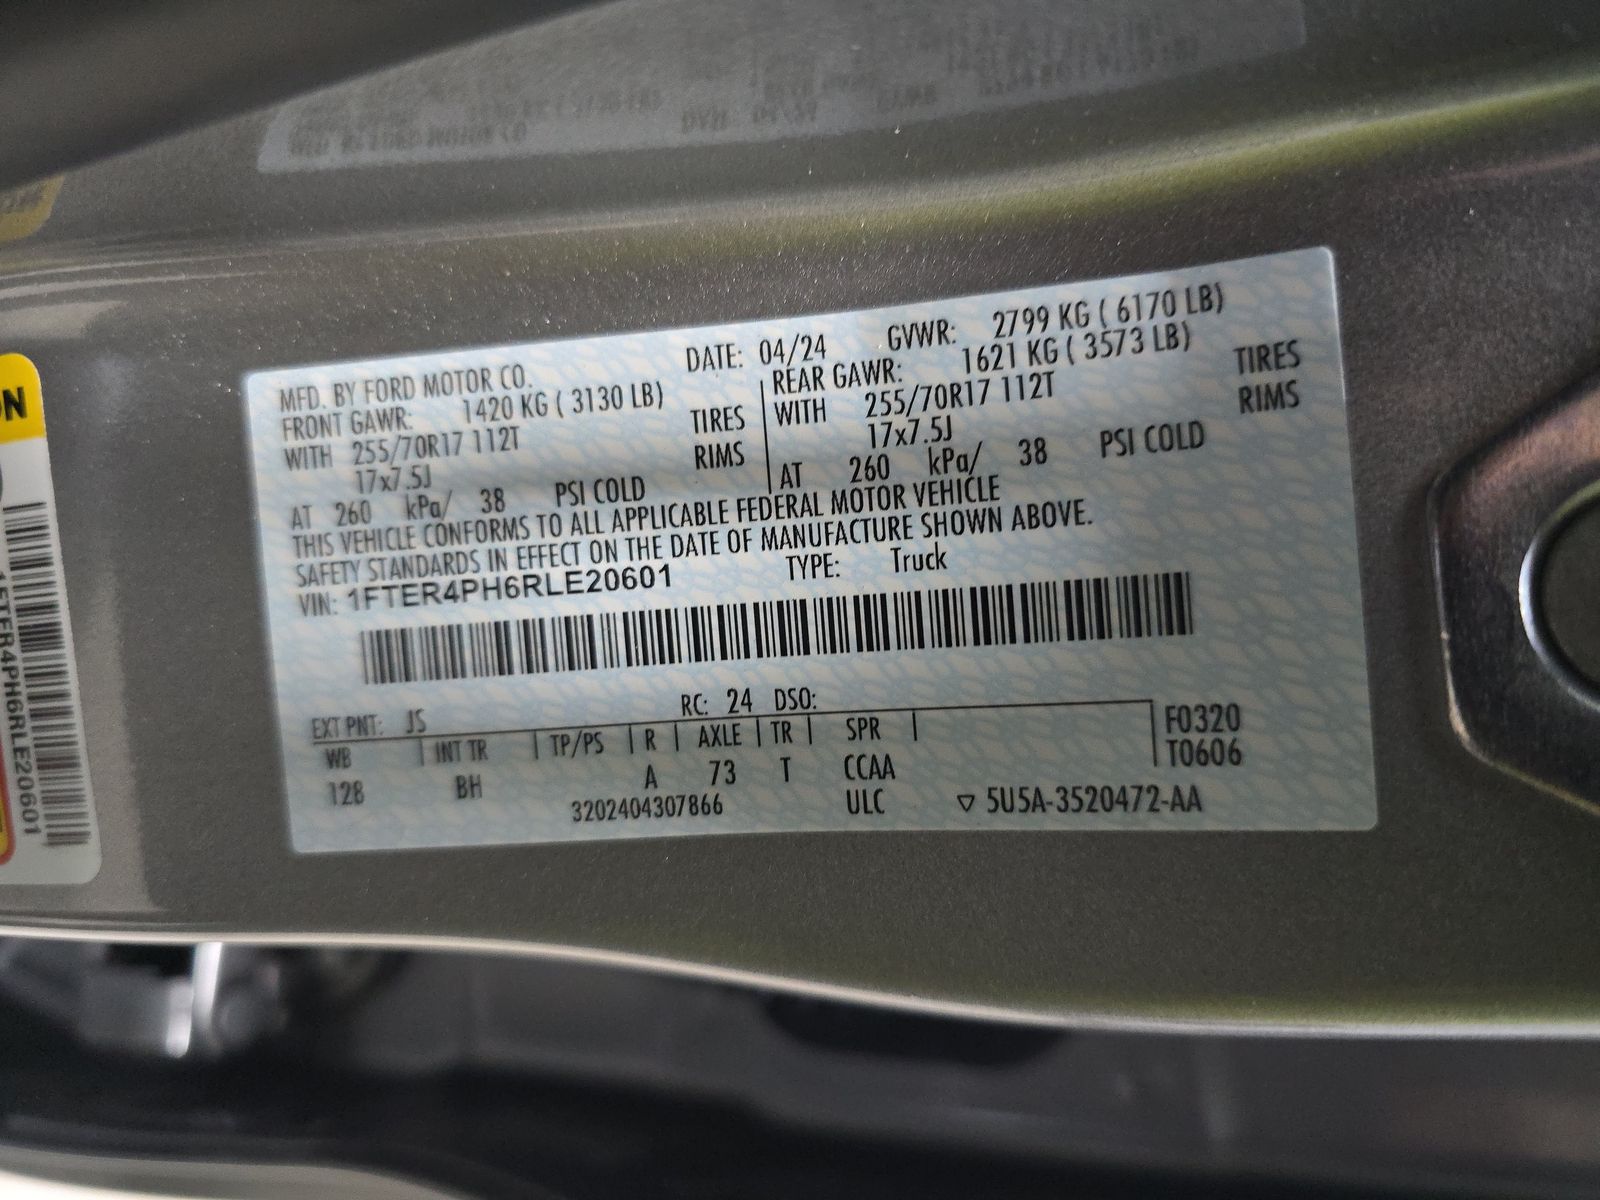 MFD. BY FORD MOTOR CO. DATE: 04/24 GVWR: 2799 KG ( 6170 LB)
FRONT GAWR: 1420 KG ( 3130 LB) REAR GAWR: 1621 KG ( 3573 LB)
WITH 255/70R17 112T TIRES WITH 255/70R17 112T TIRES
17x7.5J RIMS 17x7.5J RIMS
AT 260 kPa/ 38 PSI COLD AT 260 kPa/ 38 PSI COLD
THIS VEHICLE CONFORMS TO ALL APPLICABLE FEDERAL MOTOR VEHICLE
SAFETY STANDARDS IN EFFECT ON THE DATE OF MANUFACTURE SHOWN ABOVE.
VIN: 1FTER4PH6RLE20601 TYPE: Truck
EXT PNT: JS RC: 24 DSO:
WB INT TR TP/PS R AXLE TR SPR F0320
128 BH A 73 T CCAA T0606
3202404307866 ULC ▽ 5U5A-3520472-AA
ON
1FTER4PH6RLE20601